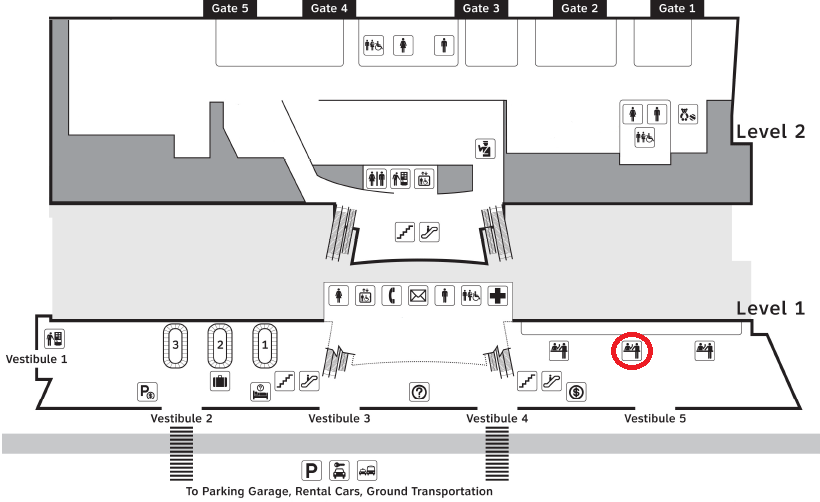 Gate 5
Gate 4
Gate 3
Gate 2
Gate 1
Level 2
Level 1
3
2
1
Vestibule 1
P$
?
?
$
Vestibule 2
Vestibule 3
Vestibule 4
Vestibule 5
P
To Parking Garage, Rental Cars, Ground Transportation